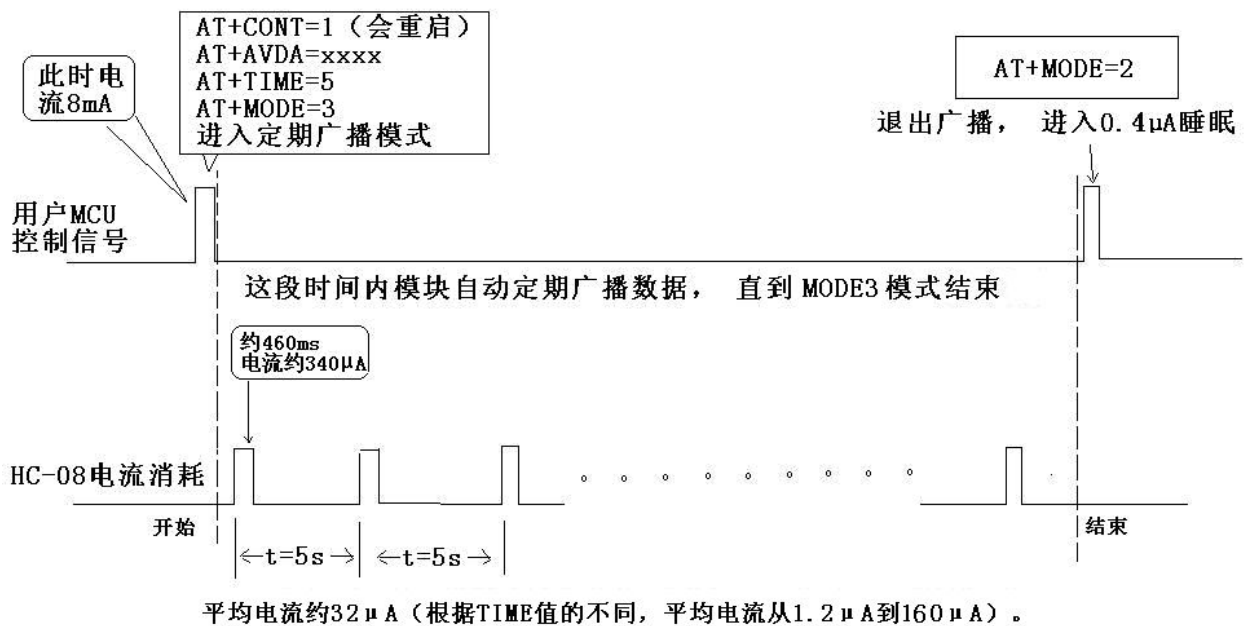 AT+CONT=1（会重启）
AT+AVDA=xxxx
AT+TIME=5
AT+MODE=3
进入定期广播模式
此时电
流8mA
AT+MODE=2
退出广播， 进入0.4μA睡眠
用户MCU
控制信号
这段时间内模块自动定期广播数据， 直到 MODE3 模式结束
约460ms
电流约340μA
HC-08电流消耗
开始
结束
t=5s
t=5s
平均电流约32μA（根据TIME值的不同，平均电流从1.2μA到160μA）。